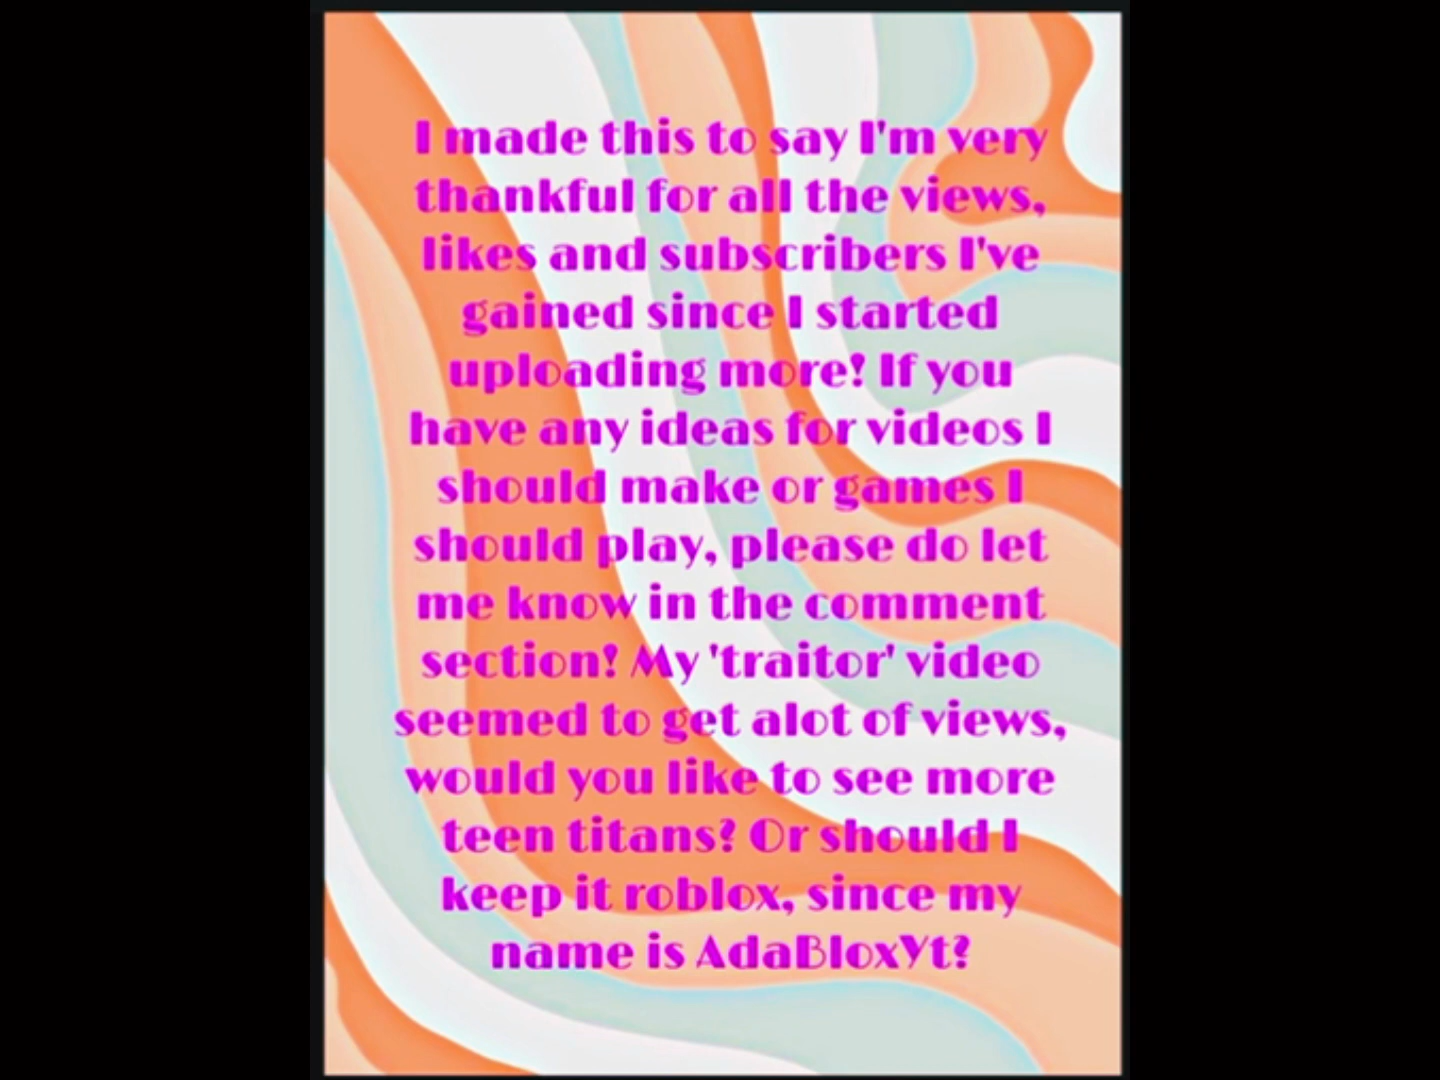 I made this to say I'm very
thankful for all the views,
likes and subscribers I've
gained since I started
uploading more! If you
have any ideas for videos I
should make or games I
should play, please do let
me know in the comment
section! My 'traitor' video
seemed to get alot of views,
would you like to see more
teen titans? Or should I
keep it roblox, since my
name is AdaBloxYt?